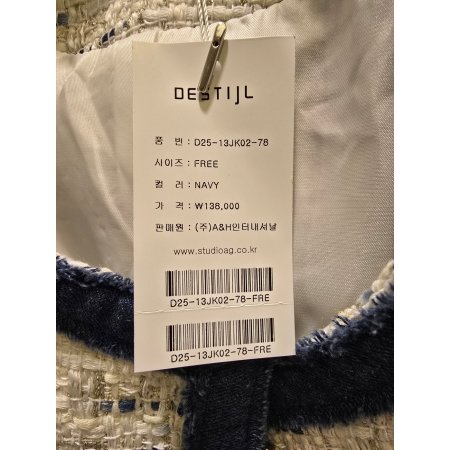 DESTIJL
품 번 : D25-13JK02-78
사이즈 : FREE
컬 러 : NAVY
가 격 : ₩138,000
판매원 : (주)A&H인터내셔날
www.studioag.co.kr
D25-13JK02-78-FRE
D25-13JK02-78-FRE